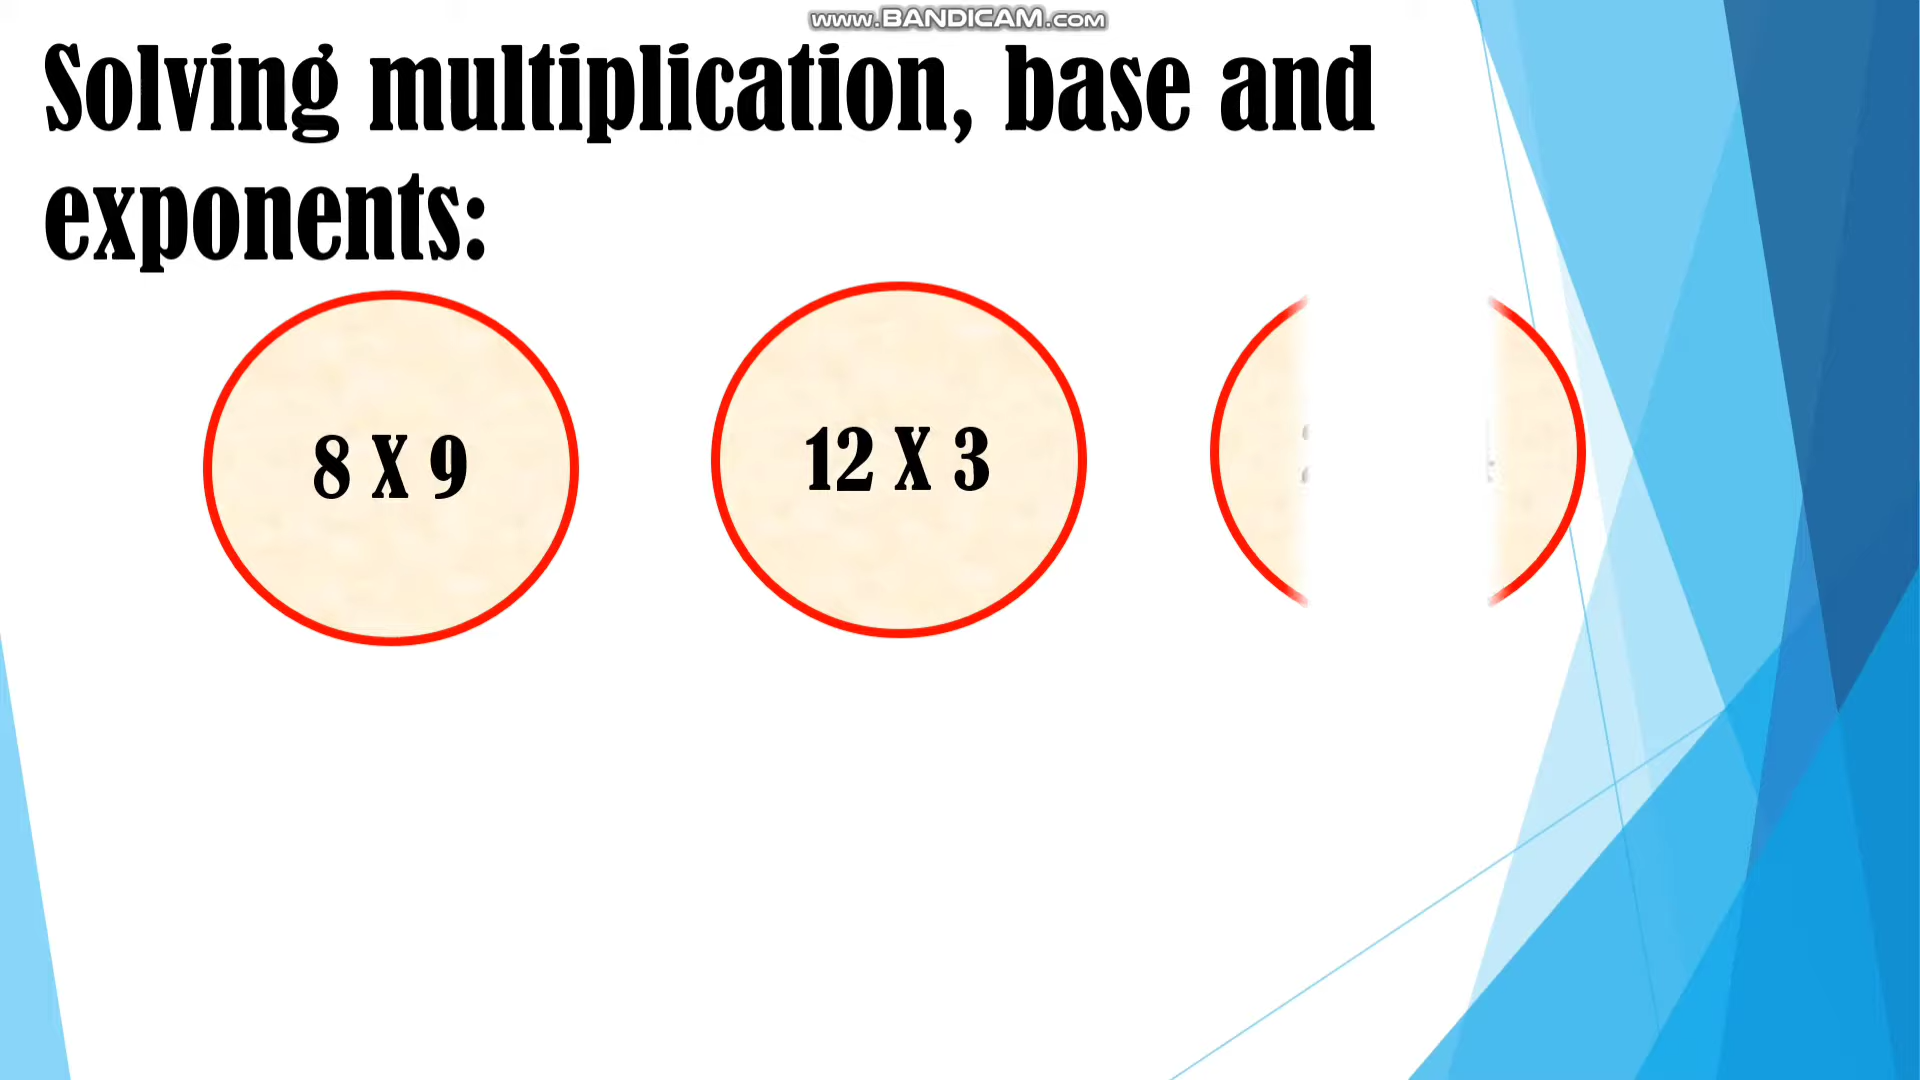 www.BANDICAM.com
Solving multiplication, base and
exponents:
8 X 9
12 X 3